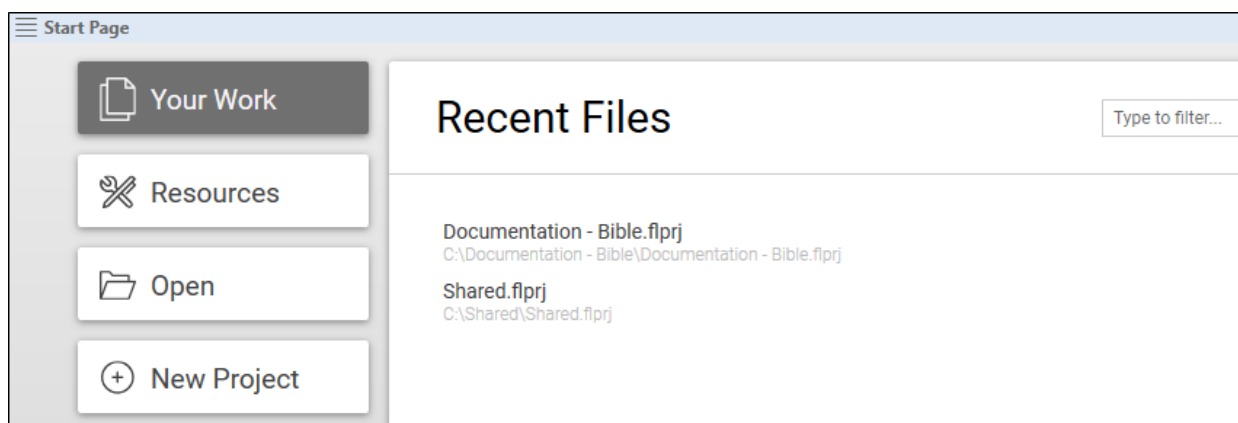 Start Page
Your Work
Resources
Open
New Project
Recent Files
Type to filter...
Documentation - Bible.flprj
C:\Documentation - Bible\Documentation - Bible.flprj
Shared.flprj
C:\Shared\Shared.flprj